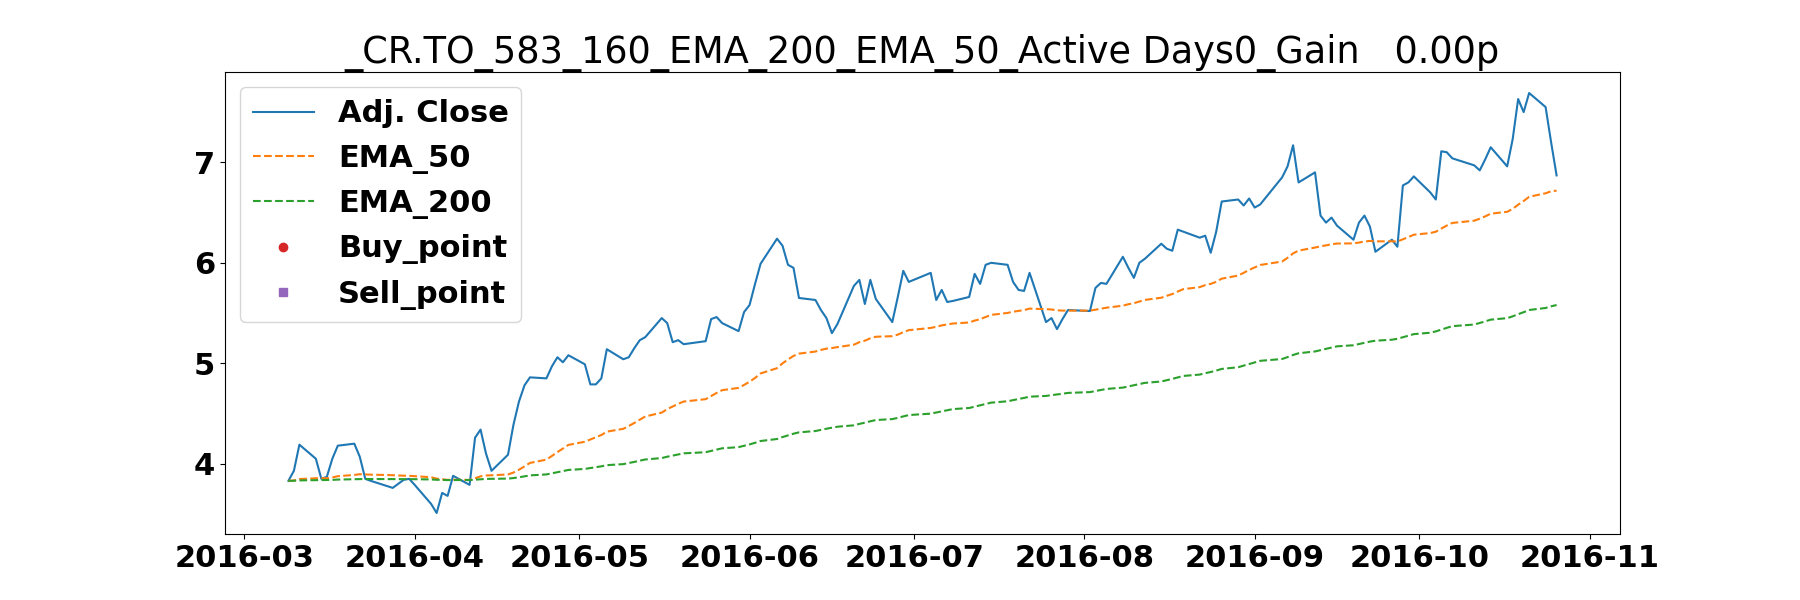 _CR.TO_583_160_EMA_200_EMA_50_Active Days0_Gain   0.00p
Adj. Close
EMA_50
EMA_200
Buy_point
Sell_point
7
6
5
4
2016-03 2016-04 2016-05 2016-06 2016-07 2016-08 2016-09 2016-10 2016-11